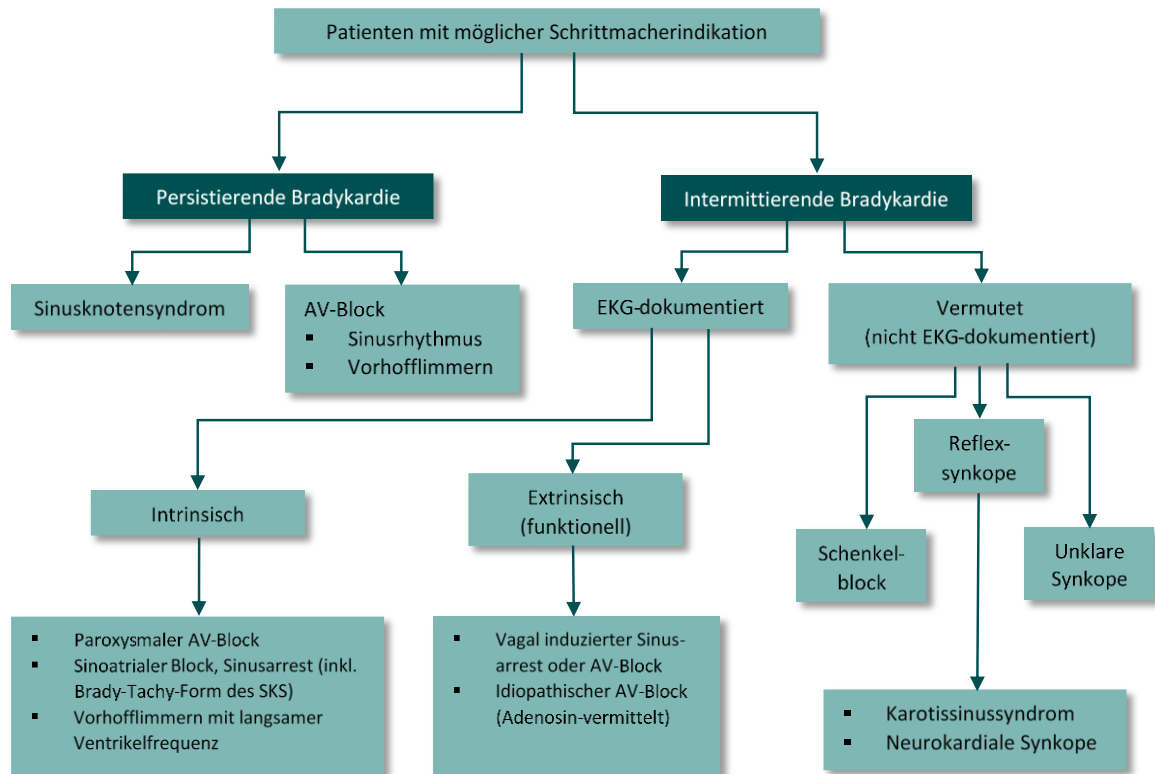 Patienten mit möglicher Schrittmacherindikation
Persistierende Bradykardie
Intermittierende Bradykardie
Sinusknotensyndrom
AV-Block
▪ Sinusrhythmus
▪ Vorhofflimmern
EKG-dokumentiert
Vermutet
(nicht EKG-dokumentiert)
Intrinsisch
Extrinsisch
(funktionell)
Reflex-
synkope
Schenkel-
block
Unklare
Synkope
▪ Paroxysmaler AV-Block
▪ Sinoatrialer Block, Sinusarrest (inkl.
Brady-Tachy-Form des SKS)
▪ Vorhofflimmern mit langsamer
Ventrikelfrequenz
▪ Vagal induzierter Sinus-
arrest oder AV-Block
▪ Idiopathischer AV-Block
(Adenosin-vermittelt)
▪ Karotissinussyndrom
▪ Neurokardiale Synkope